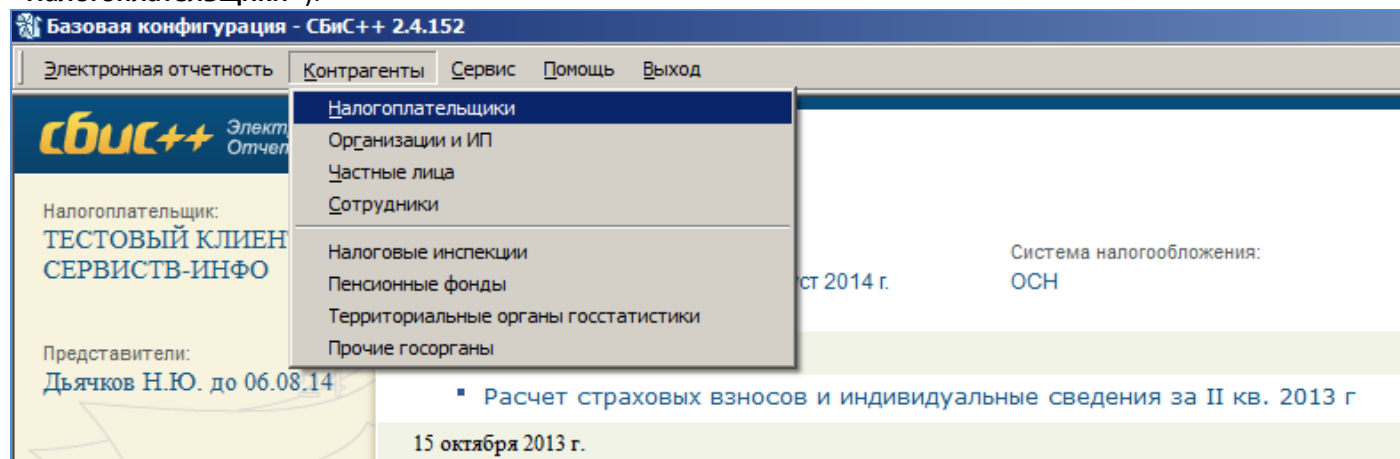 Базовая конфигурация - СБиС++ 2.4.152
Электронная отчетность Контрагенты Сервис Помощь Выход
Налогоплательщики
Организации и ИП
Частные лица
Сотрудники
Налоговые инспекции
Пенсионные фонды
Территориальные органы госстатистики
Прочие госорганы
сбис++
Налогоплательщик:
ТЕСТОВЫЙ КЛИЕН
СЕРВИСТВ-ИНФО
2014 г.
Система налогообложения:
ОСН
Представители:
Дьячков Н.Ю. до 06.08.14
Расчет страховых взносов и индивидуальные сведения за II кв. 2013 г
15 октября 2013 г.